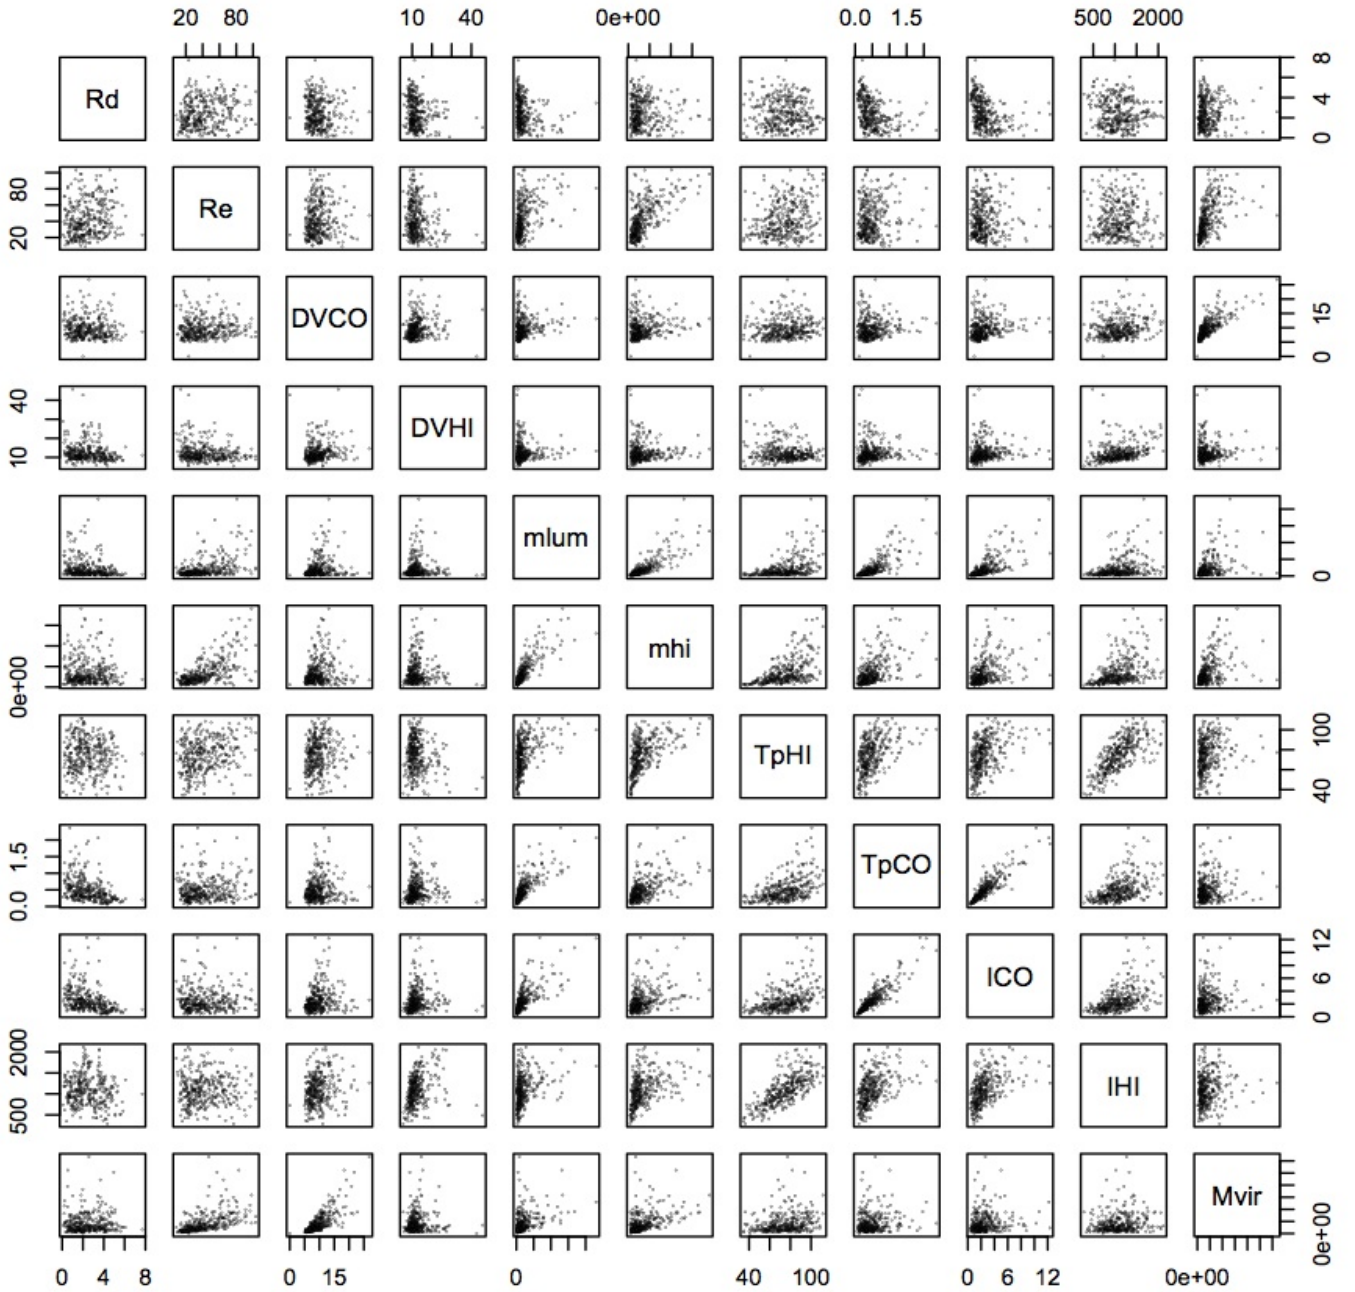 20 80 10 40 0e+00 0.0 1.5 500 2000
Rd 0 4 8
20 80 Re
DVCO 0 15
10 40 DVHI
mlum 0
0e+00 mhi
TpHI 40 100
0.0 1.5 TpCO
ICO 0 6 12
500 2000 IHI
Mvir 0e+00
0 4 8 0 15 0 40 100 0 6 12 0e+00